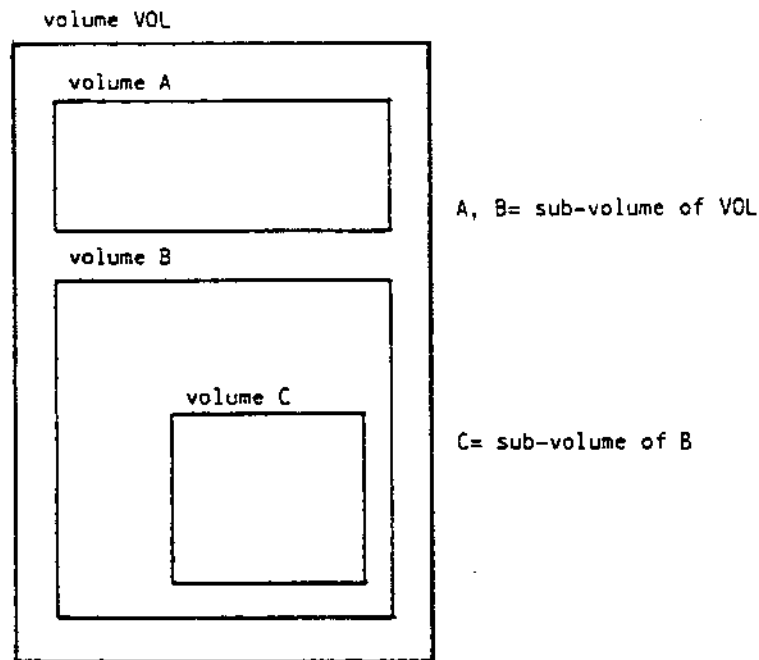 volume VOL
volume A
A, B= sub-volume of VOL
volume B
volume C
C= sub-volume of B